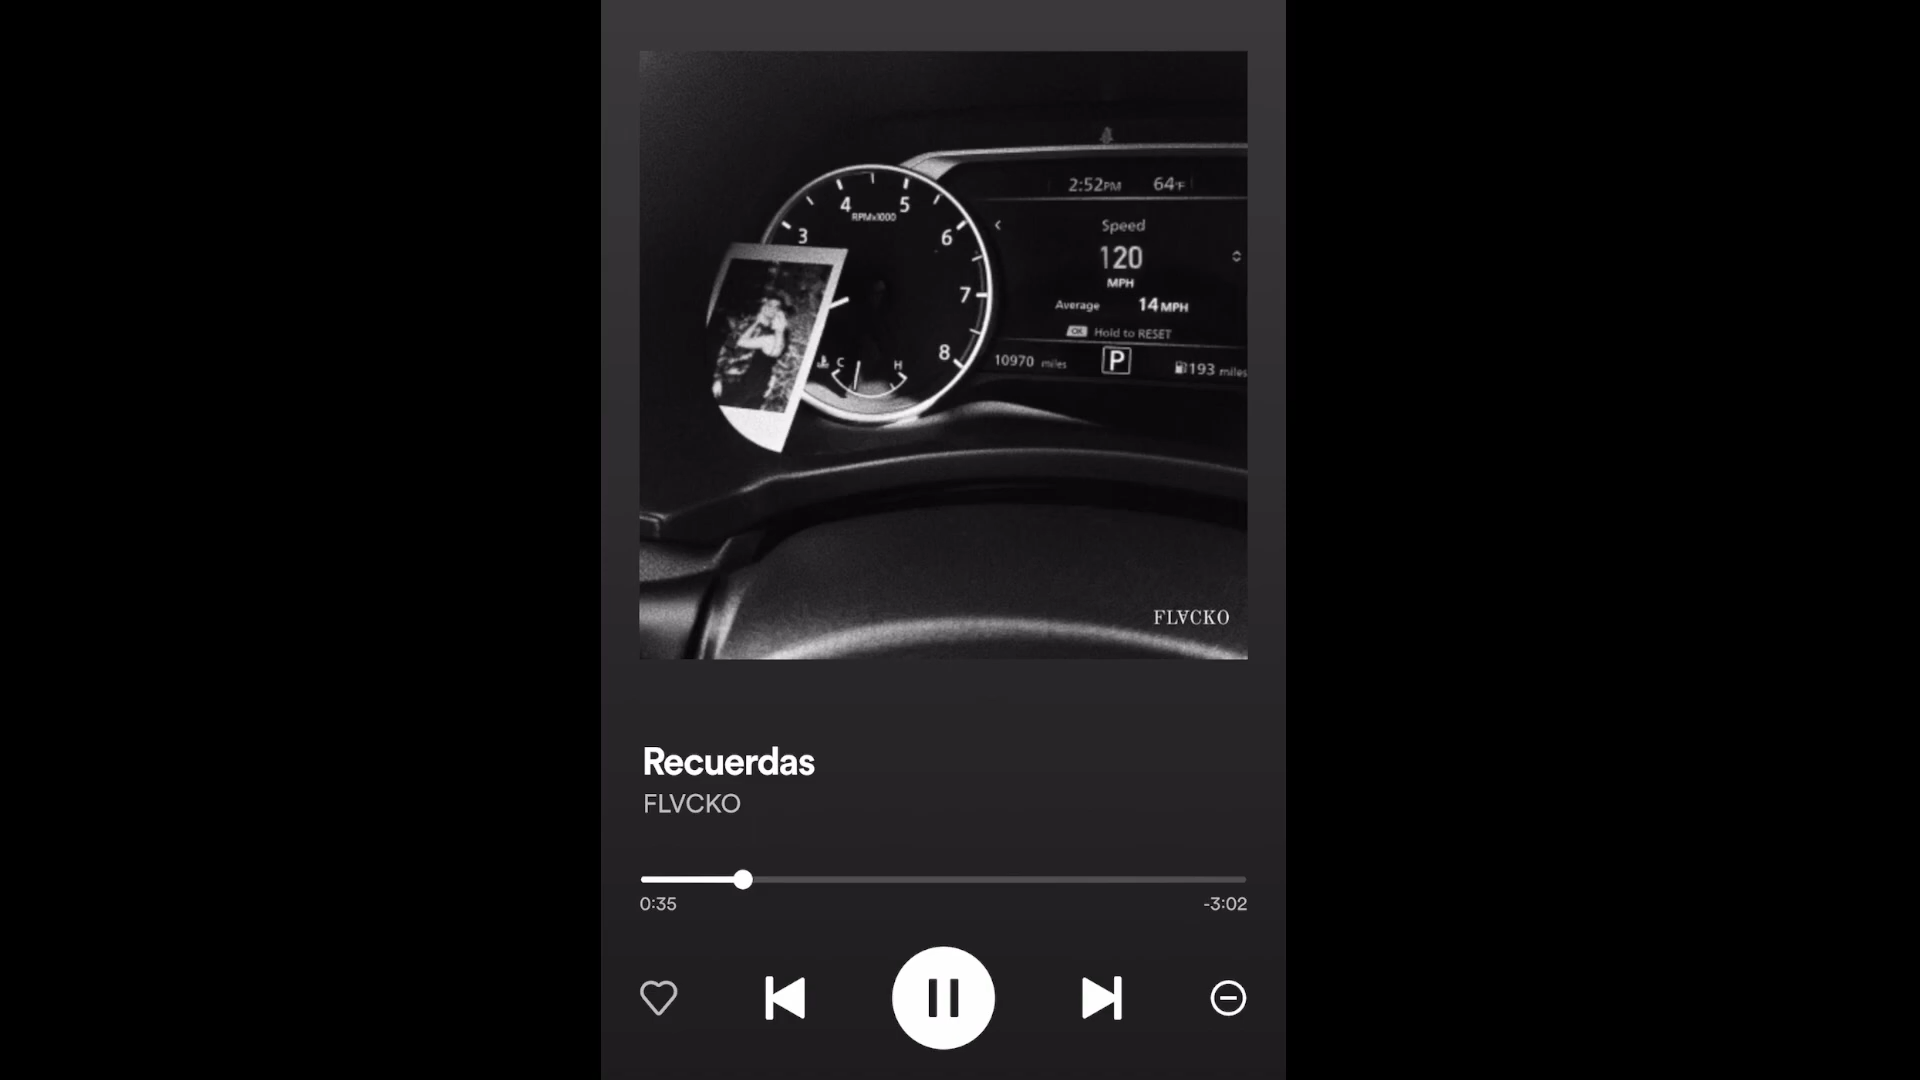 4 5
RPMx1000
3 6
2:52PM 64°F
Speed
120
MPH
7
Average 14 MPH
OK Hold to RESET
8
C H
10970 miles P 193 miles
FLVCKO
Recuerdas
FLVCKO
0:35 -3:02